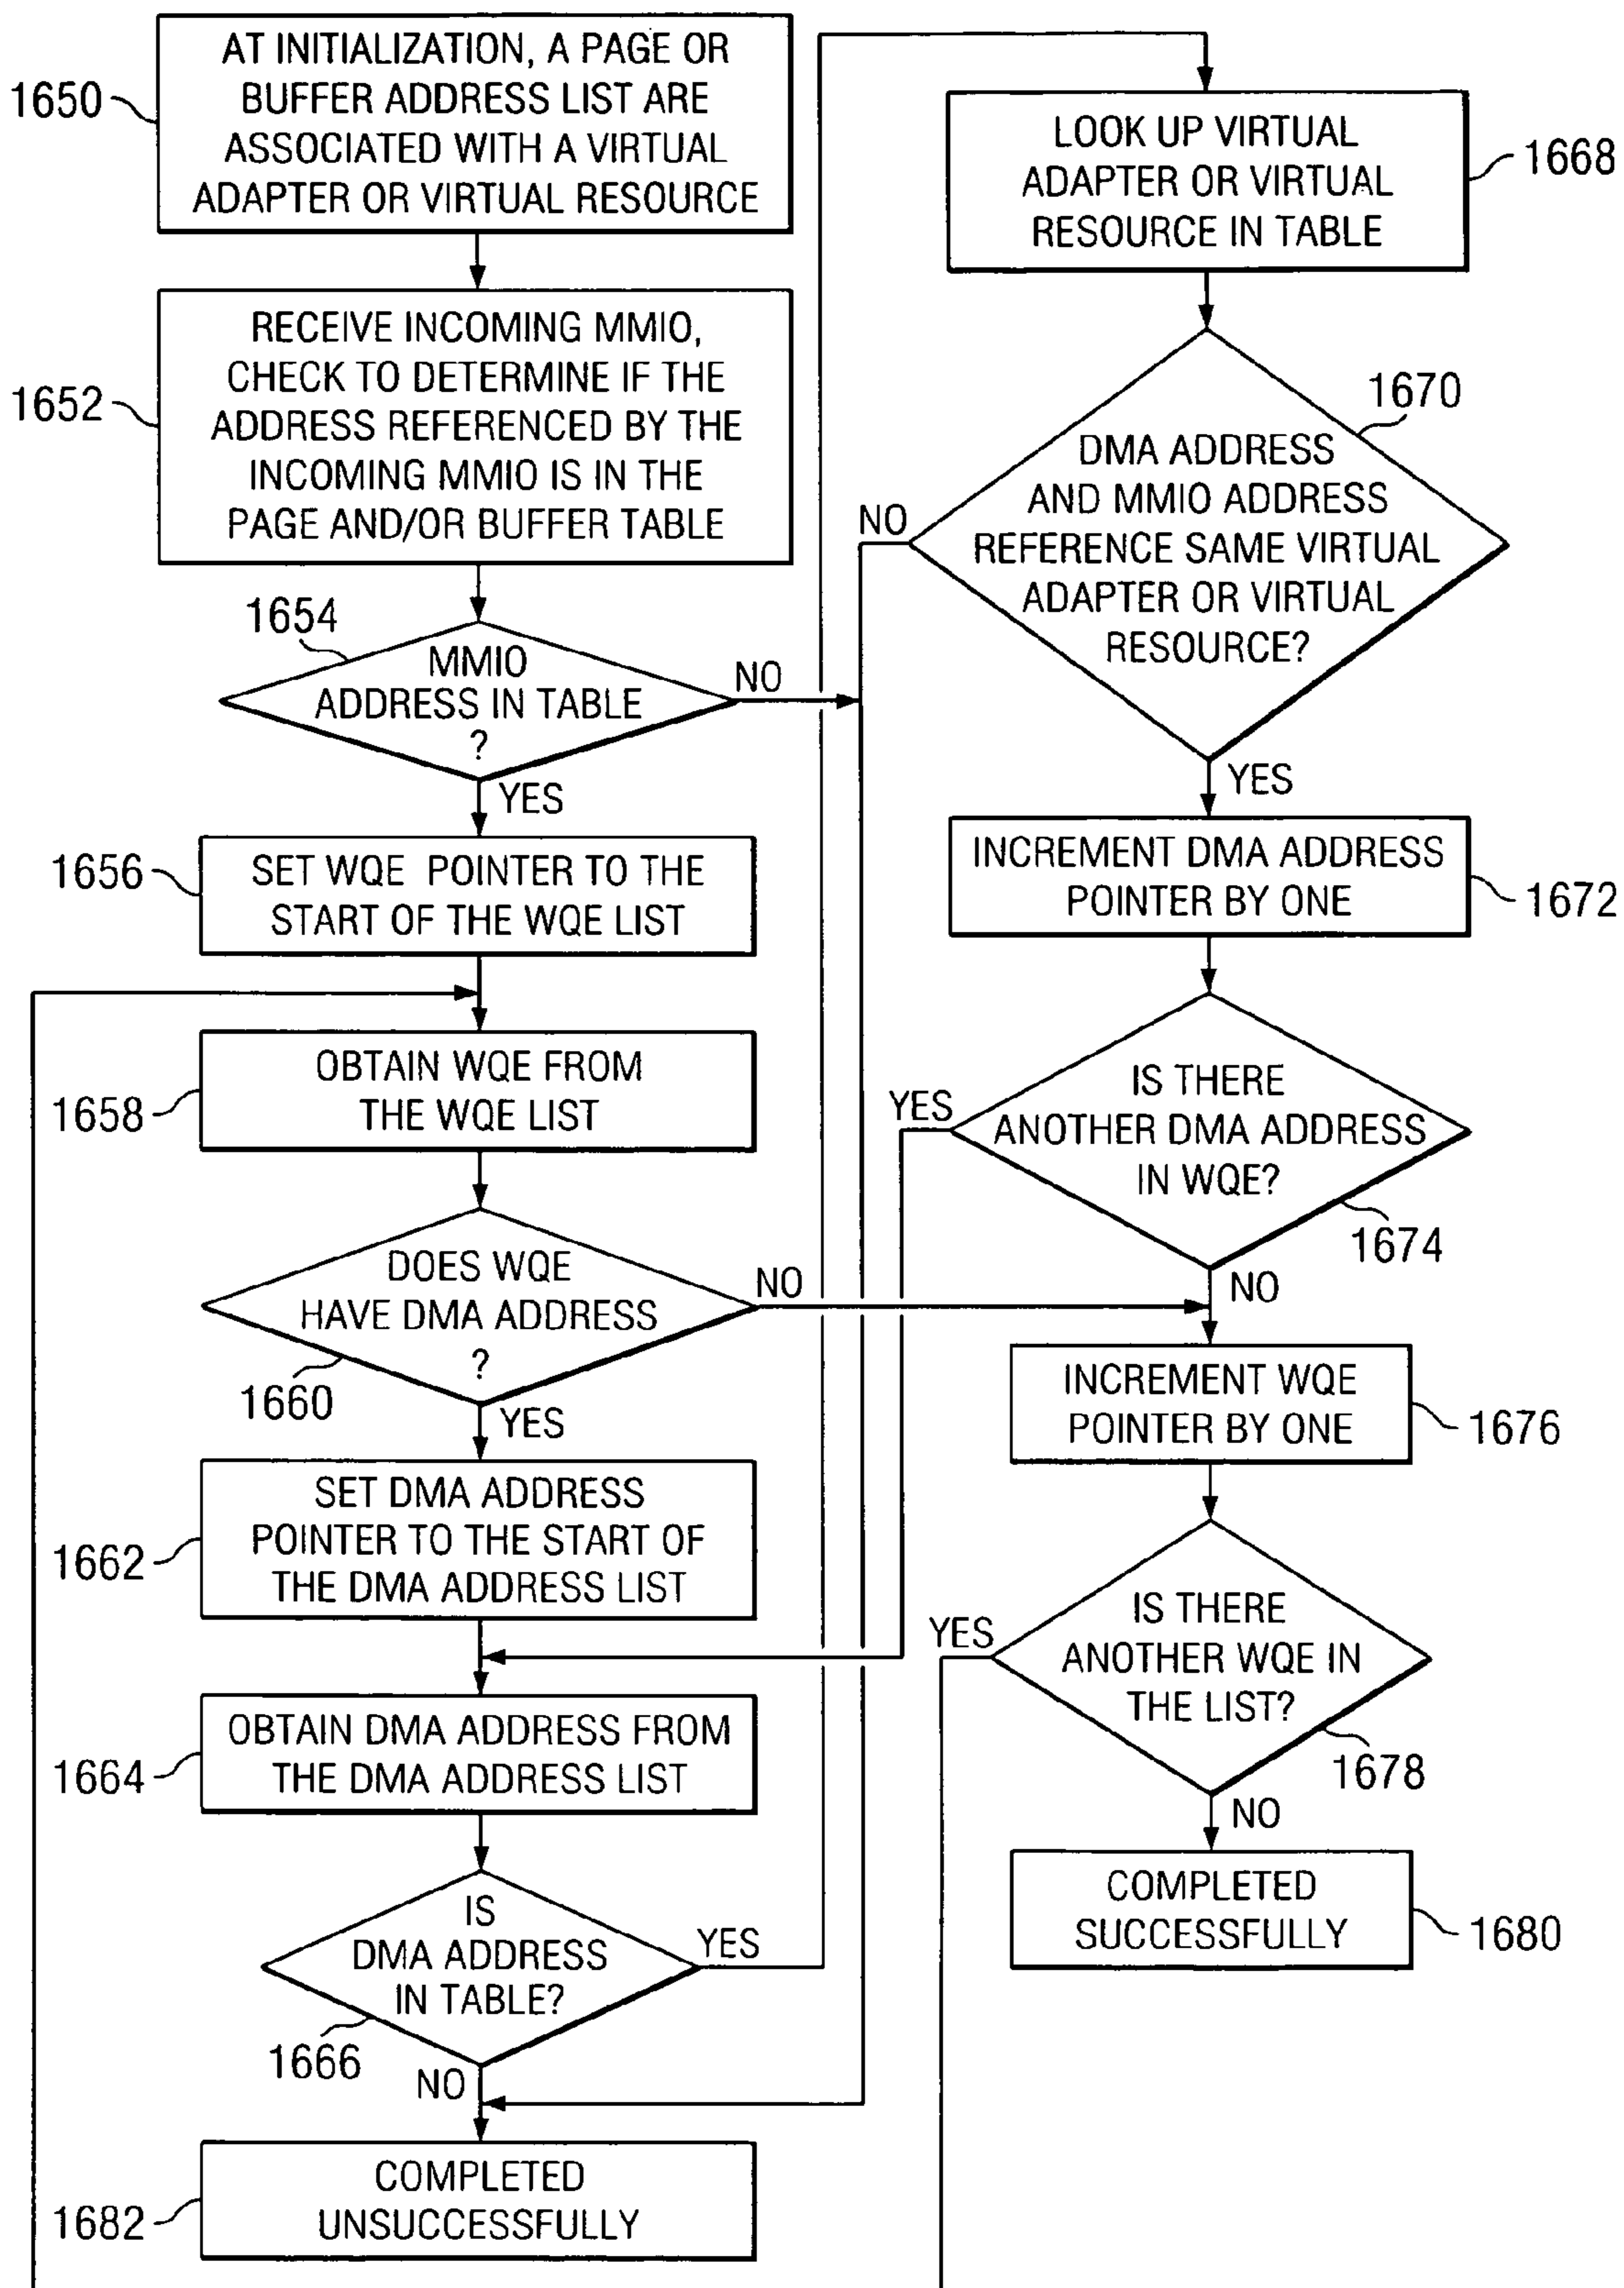 1650
AT INITIALIZATION, A PAGE OR
BUFFER ADDRESS LIST ARE
ASSOCIATED WITH A VIRTUAL
ADAPTER OR VIRTUAL RESOURCE
1652
RECEIVE INCOMING MMIO,
CHECK TO DETERMINE IF THE
ADDRESS REFERENCED BY THE
INCOMING MMIO IS IN THE
PAGE AND/OR BUFFER TABLE
1654
MMIO
ADDRESS IN TABLE
?
NO
YES
1656
SET WQE POINTER TO THE
START OF THE WQE LIST
1658
OBTAIN WQE FROM
THE WQE LIST
DOES WQE
HAVE DMA ADDRESS
?
NO
1660
YES
1662
SET DMA ADDRESS
POINTER TO THE START OF
THE DMA ADDRESS LIST
1664
OBTAIN DMA ADDRESS FROM
THE DMA ADDRESS LIST
IS
DMA ADDRESS
IN TABLE?
YES
1666
NO
1682
COMPLETED
UNSUCCESSFULLY
LOOK UP VIRTUAL
ADAPTER OR VIRTUAL
RESOURCE IN TABLE
1668
1670
DMA ADDRESS
AND MMIO ADDRESS
REFERENCE SAME VIRTUAL
ADAPTER OR VIRTUAL
RESOURCE?
NO
YES
INCREMENT DMA ADDRESS
POINTER BY ONE
1672
IS THERE
ANOTHER DMA ADDRESS
IN WQE?
YES
1674
NO
INCREMENT WQE
POINTER BY ONE
1676
IS THERE
ANOTHER WQE IN
THE LIST?
YES
1678
NO
COMPLETED
SUCCESSFULLY
1680